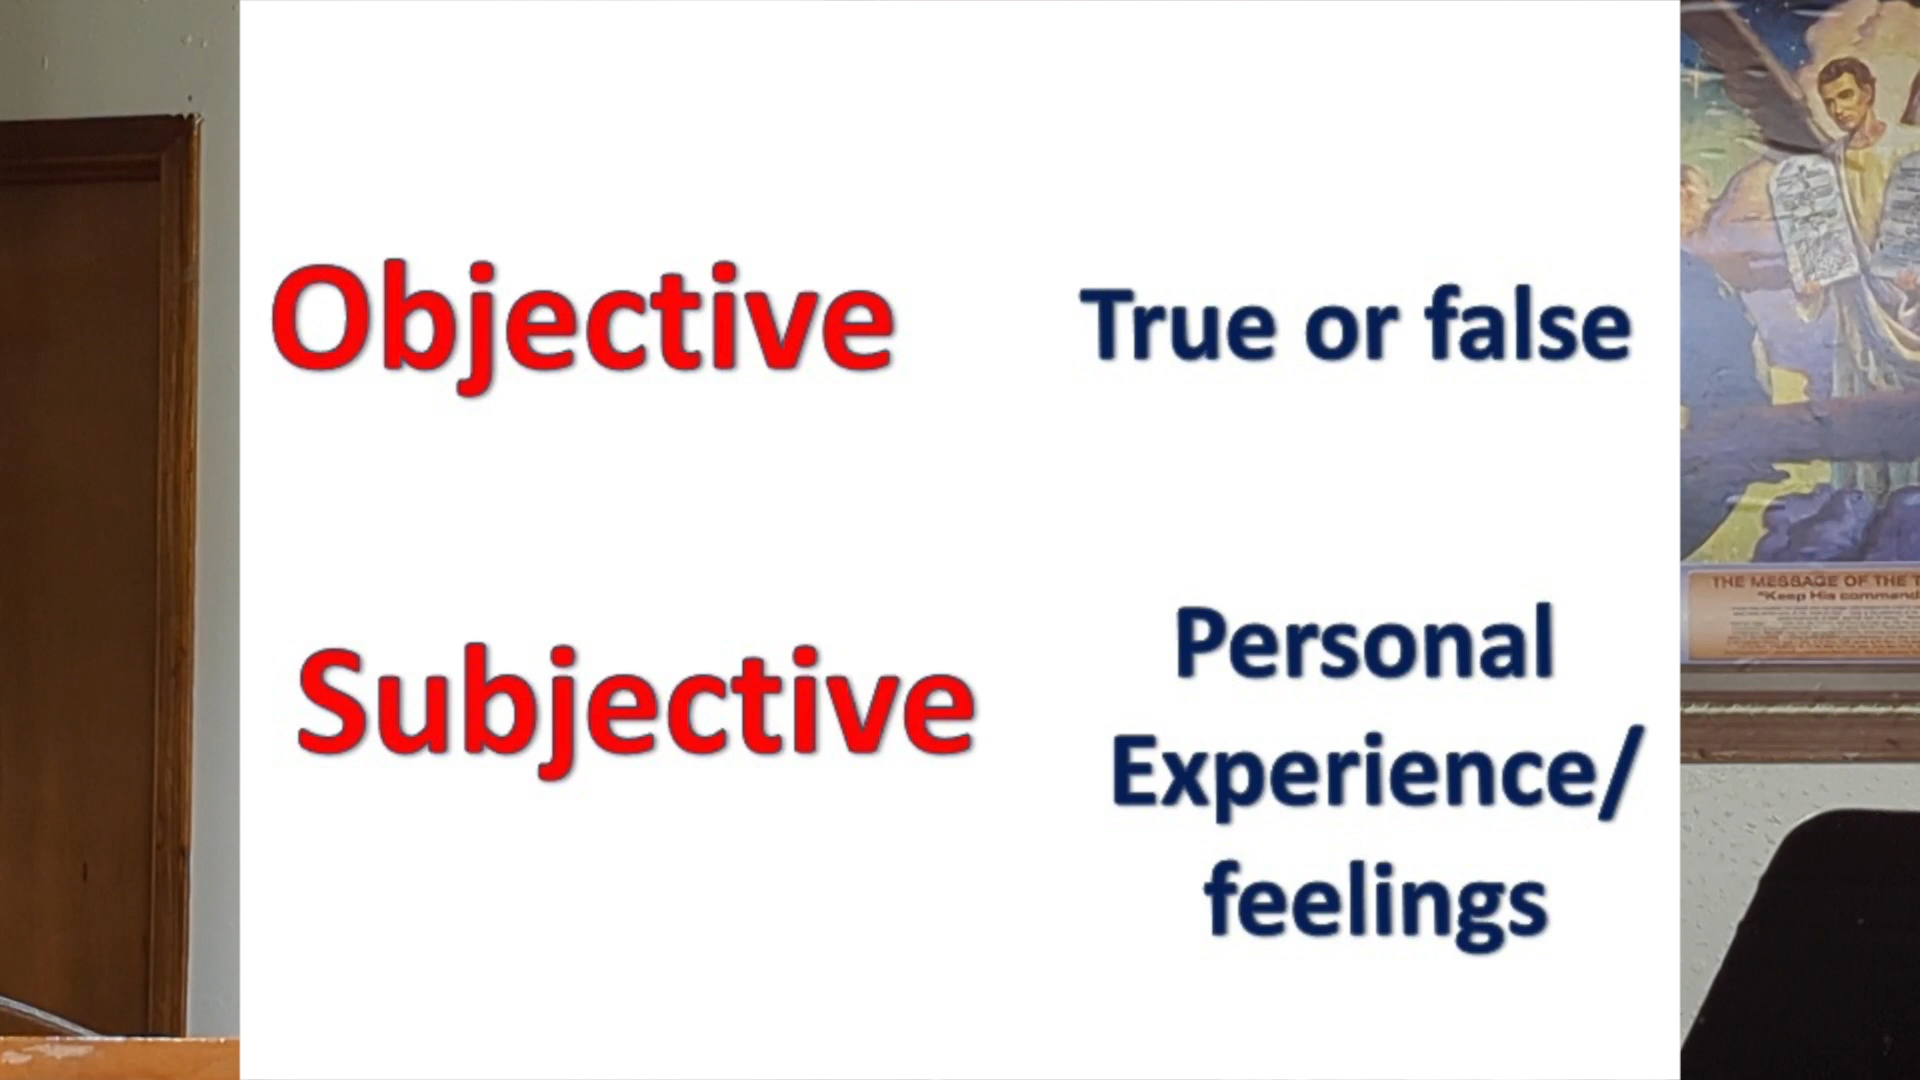 Objective
True or false
Subjective
Personal
Experience/
feelings
THE MESSAGE OF THE
"Keep His command